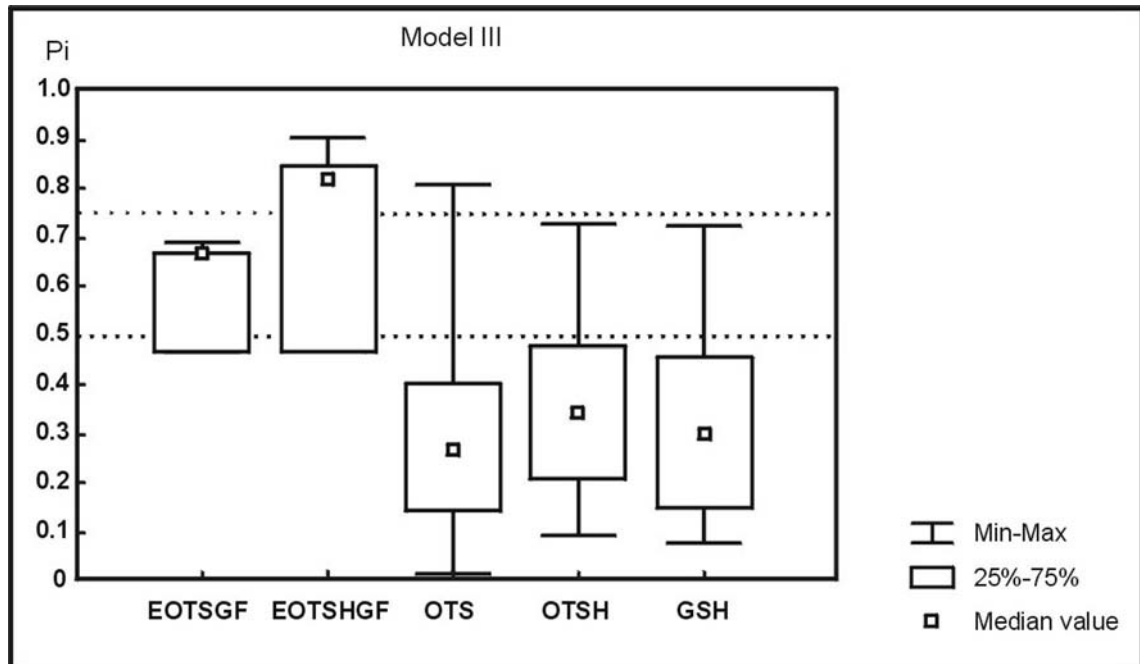 Model III
Pi
1.0
0.9
0.8
0.7
0.6
0.5
0.4
0.3
0.2
0.1
0
EOTSGF EOTSHGF OTS OTSH GSH
Min-Max
25%-75%
Median value